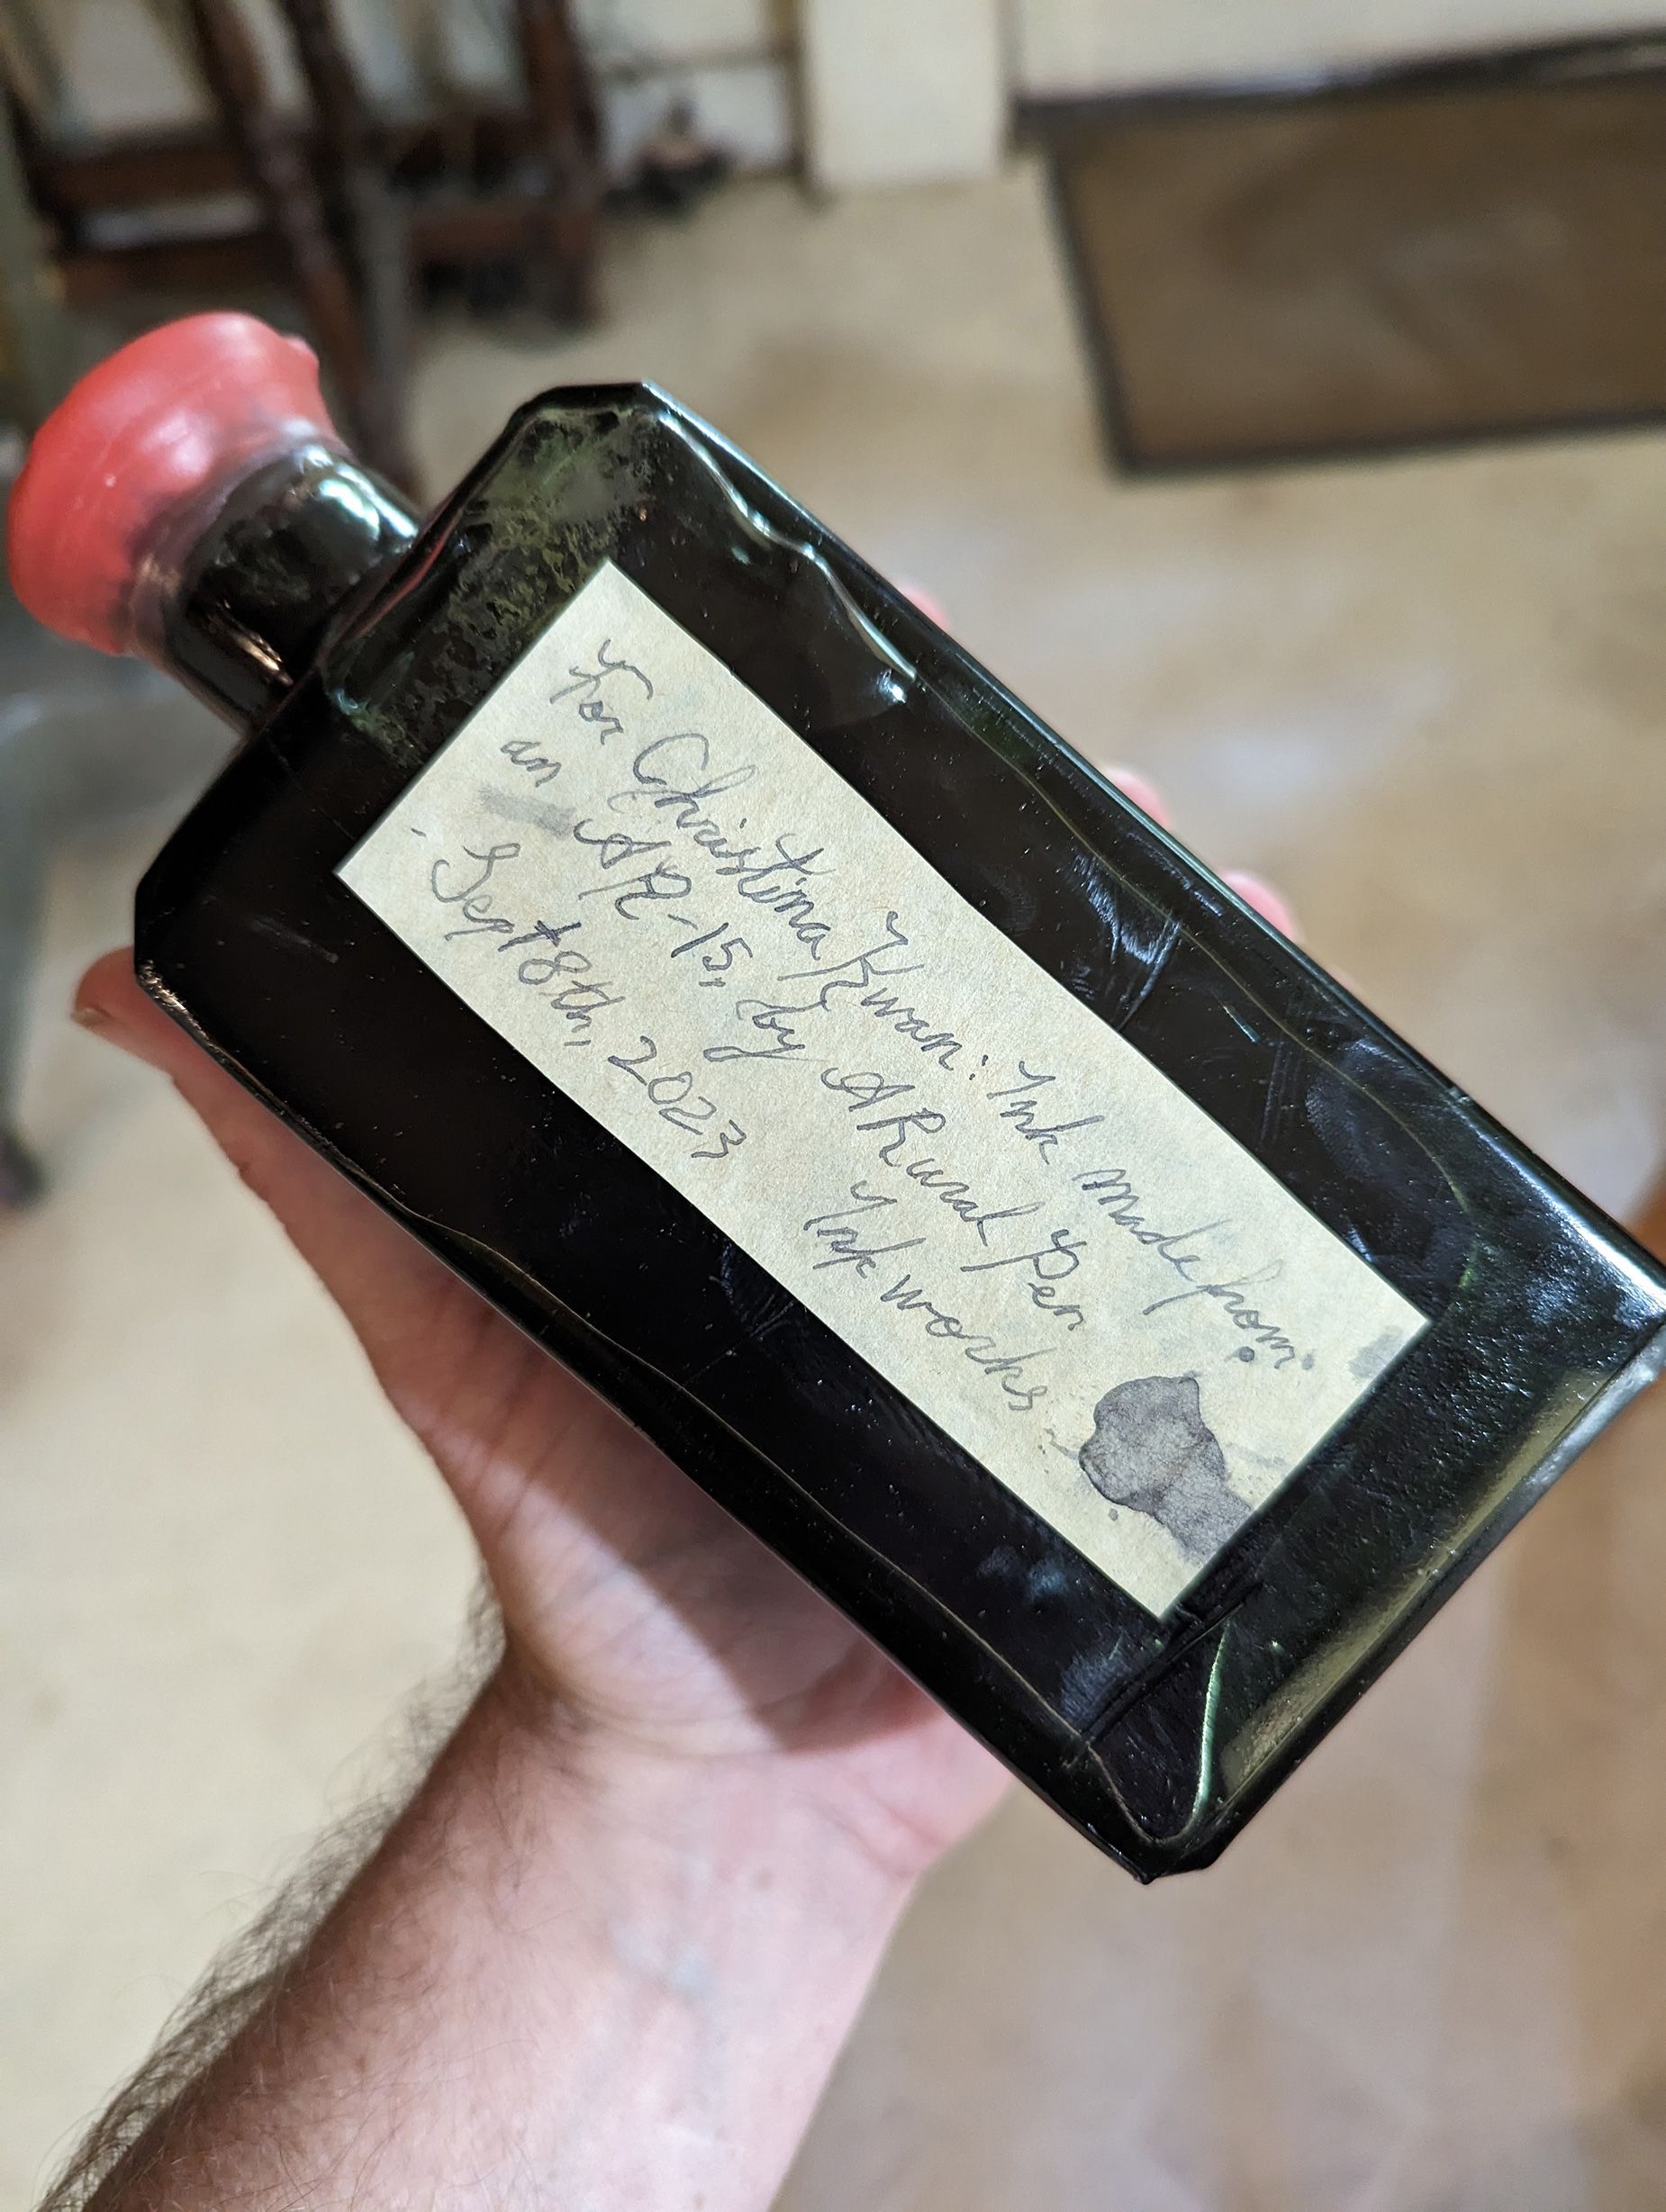 For Christina Kwan: Ink made from:
an AR-15, by A Rural Pen
Sept 8th, 2023 Ink works.